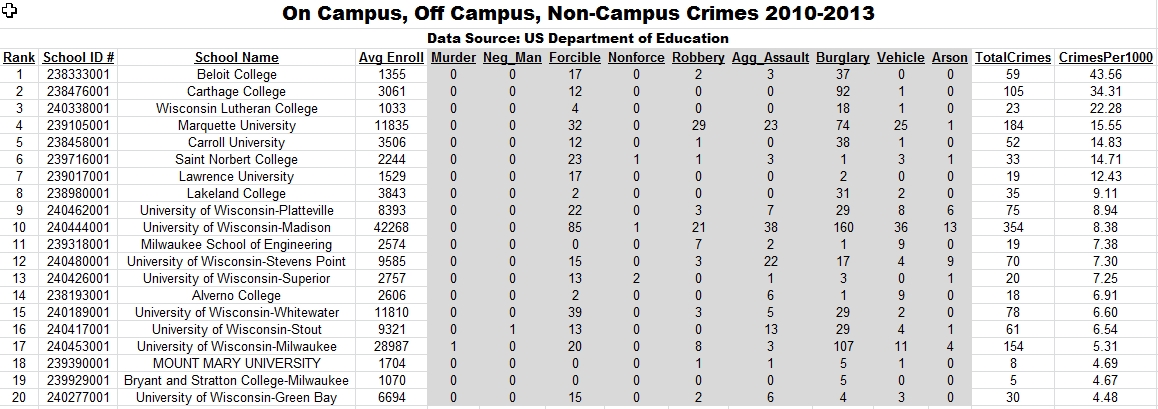 On Campus, Off Campus, Non-Campus Crimes 2010-2013
Data Source: US Department of Education
Rank School ID # School Name Avg Enroll Murder Neg_Man Forcible Nonforce Robbery Agg_Assault Burglary Vehicle Arson TotalCrimes CrimesPer1000
1 238333001 Beloit College 1355 0 0 17 0 2 3 37 0 0 59 43.56
2 238476001 Carthage College 3061 0 0 12 0 0 0 92 1 0 105 34.31
3 240338001 Wisconsin Lutheran College 1033 0 0 4 0 0 0 18 1 0 23 22.28
4 239105001 Marquette University 11835 0 0 32 0 29 23 74 25 1 184 15.55
5 238458001 Carroll University 3506 0 0 12 0 1 0 38 1 0 52 14.83
6 239716001 Saint Norbert College 2244 0 0 23 1 1 3 1 3 1 33 14.71
7 239017001 Lawrence University 1529 0 0 17 0 0 0 2 0 0 19 12.43
8 238980001 Lakeland College 3843 0 0 2 0 0 0 31 2 0 35 9.11
9 240462001 University of Wisconsin-Platteville 8393 0 0 22 0 3 7 29 8 6 75 8.94
10 240444001 University of Wisconsin-Madison 42268 0 0 85 1 21 38 160 36 13 354 8.38
11 239318001 Milwaukee School of Engineering 2574 0 0 0 0 7 2 1 9 0 19 7.38
12 240480001 University of Wisconsin-Stevens Point 9585 0 0 15 0 3 22 17 4 9 70 7.30
13 240426001 University of Wisconsin-Superior 2757 0 0 13 2 0 1 3 0 1 20 7.25
14 238193001 Alverno College 2606 0 0 2 0 0 6 1 9 0 18 6.91
15 240189001 University of Wisconsin-Whitewater 11810 0 0 39 0 3 5 29 2 0 78 6.60
16 240417001 University of Wisconsin-Stout 9321 0 1 13 0 0 13 29 4 1 61 6.54
17 240453001 University of Wisconsin-Milwaukee 28987 1 0 20 0 8 3 107 11 4 154 5.31
18 239390001 MOUNT MARY UNIVERSITY 1704 0 0 0 0 1 1 5 1 0 8 4.69
19 239929001 Bryant and Stratton College-Milwaukee 1070 0 0 0 0 0 0 5 0 0 5 4.67
20 240277001 University of Wisconsin-Green Bay 6694 0 0 15 0 2 6 4 3 0 30 4.48